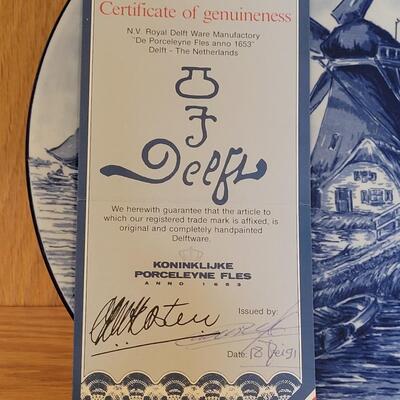 Certificate of genuineness
N.V. Royal Delft Ware Manufactory
"De Porceleyne Fles anno 1653"
Delft - The Netherlands
Delft
We herewith guarantee that the article to
which our registered trade mark is affixed, is
original and completely handpainted
Delftware.
KONINKLIJKE
PORCELEYNE FLES
ANNO 1653
Issued by:
Date: